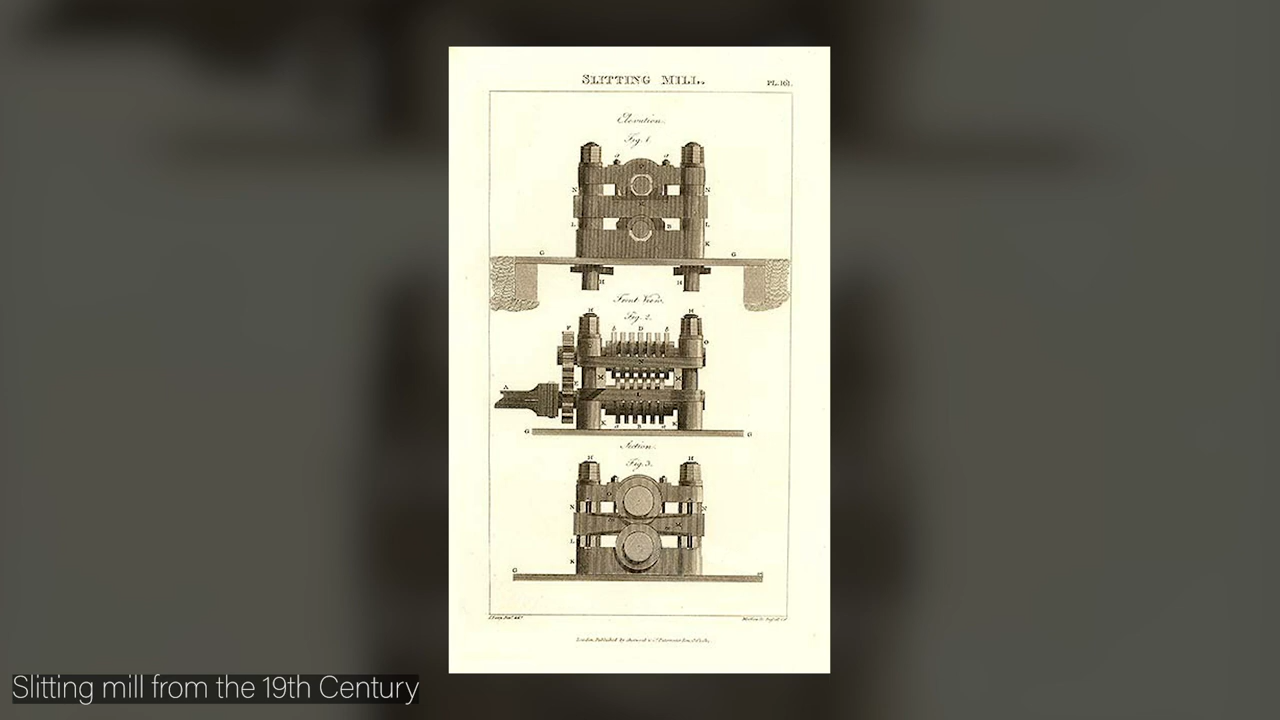 SLITTING MILL.
PL. 161.
Elevation.
Fig. 1.
a a
N N
L B L
K
G G
H H
Front View.
Fig. 2.
H H
F b D b O
N
M M
E
A
K a B a K
G G
Section.
Fig. 3.
H H
N N
M
L
K
G
Slitting mill from the 19th Century